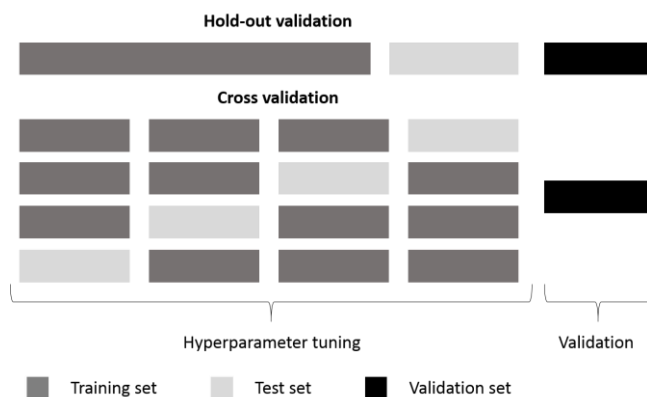 Hold-out validation
Cross validation
Hyperparameter tuning
Validation
Training set
Test set
Validation set